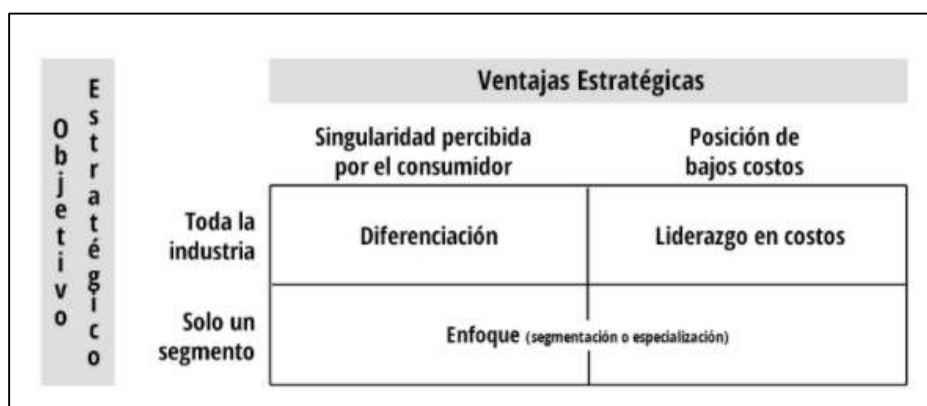 Objetivo
Estratégico
Ventajas Estratégicas
Singularidad percibida
por el consumidor
Posición de
bajos costos
Toda la
industria
Diferenciación
Liderazgo en costos
Solo un
segmento
Enfoque (segmentación o especialización)